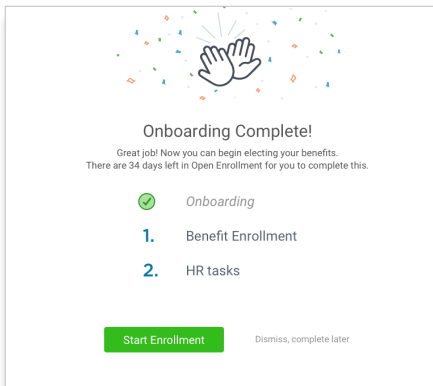 Onboarding Complete!
Great job! Now you can begin electing your benefits.
There are 34 days left in Open Enrollment for you to complete this.
Onboarding
1. Benefit Enrollment
2. HR tasks
Start Enrollment Dismiss, complete later